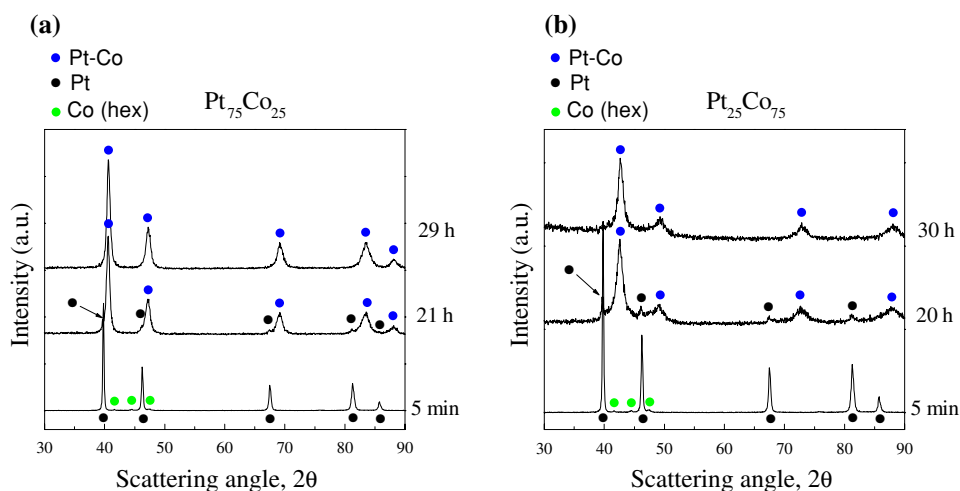 (a)
Pt-Co
Pt
Co (hex)
Pt₇₅Co₂₅
Intensity (a.u.)
29 h
21 h
5 min
30 40 50 60 70 80 90
Scattering angle, 2θ
(b)
Pt-Co
Pt
Co (hex)
Pt₂₅Co₇₅
Intensity (a.u.)
30 h
20 h
5 min
30 40 50 60 70 80 90
Scattering angle, 2θ